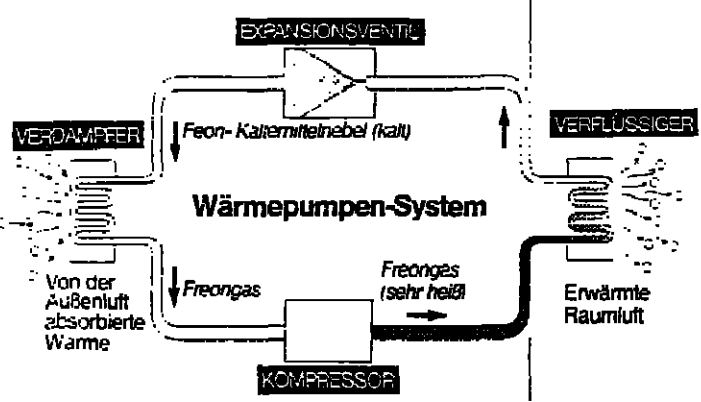 EXPANSIONSVENTIL
VERDAMPFER
Feon-Kaltemittelnebel (kalt)
VERFLÜSSIGER
Wärmepumpen-System
Von der
Außenluft
absorbierte
Warme
Freongas
Freongas
(sehr heiß)
Erwärmte
Raumluft
KOMPRESSOR